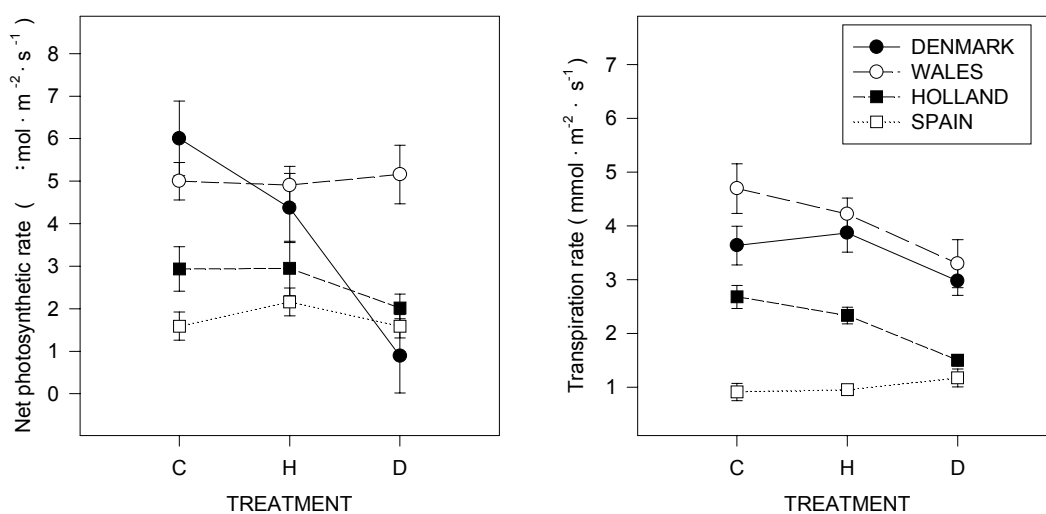 Net photosynthetic rate ( :mol · m⁻² · s⁻¹)
8
7
6
5
4
3
2
1
0
C H D
TREATMENT
Transpiration rate ( mmol · m⁻² · s⁻¹)
7
6
5
4
3
2
1
C H D
TREATMENT
DENMARK
WALES
HOLLAND
SPAIN